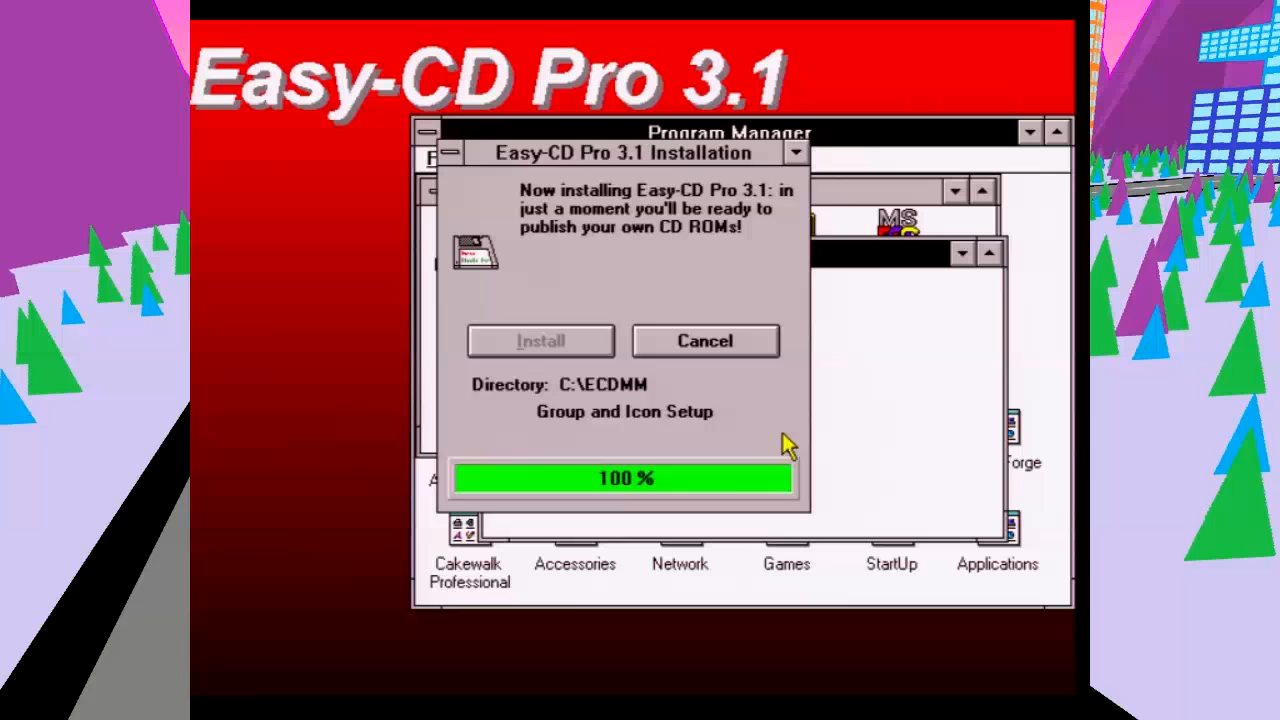 Easy-CD Pro 3.1
Program Manager
Easy-CD Pro 3.1 Installation
Now installing Easy-CD Pro 3.1: in
just a moment you'll be ready to
publish your own CD ROMs!
MS
Install
Cancel
Directory: C:\ECDMM
Group and Icon Setup
100 %
Cakewalk
Professional
Accessories
Network
Games
StartUp
Applications